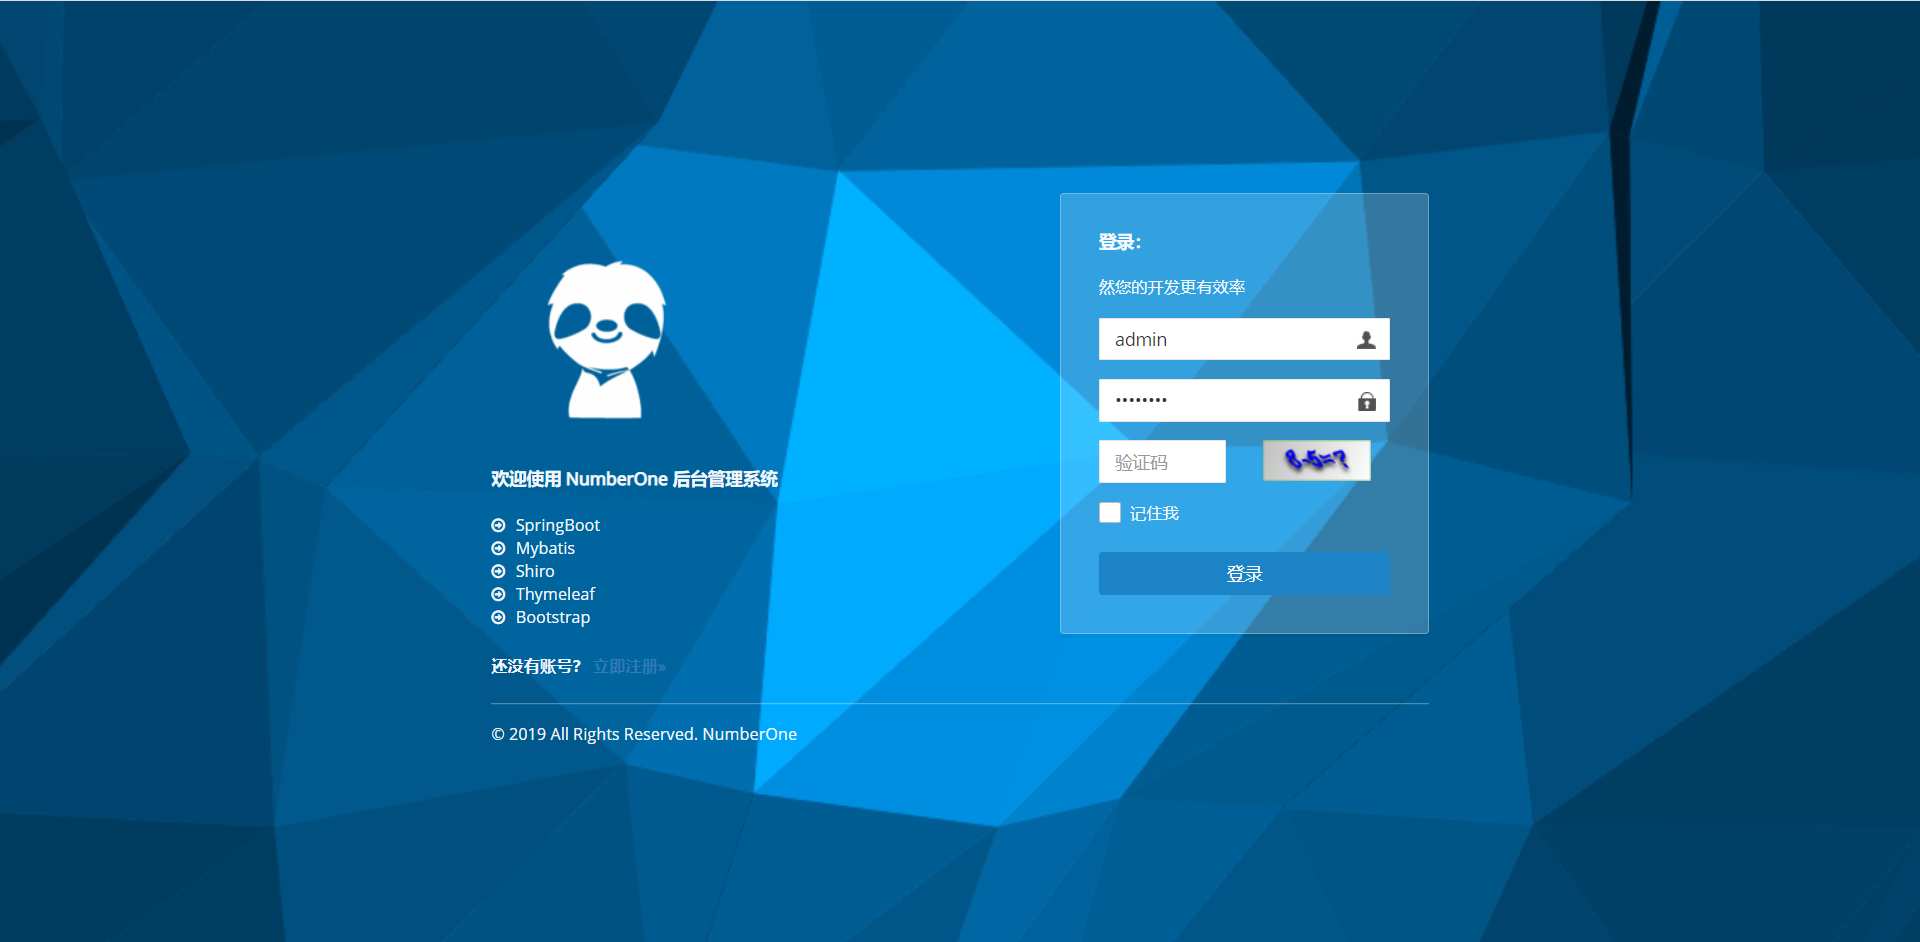 欢迎使用 NumberOne 后台管理系统
SpringBoot
Mybatis
Shiro
Thymeleaf
Bootstrap
还没有账号? 立即注册»
登录:
然您的开发更有效率
admin
••••••••
验证码
8-5=?
记住我
登录
© 2019 All Rights Reserved. NumberOne